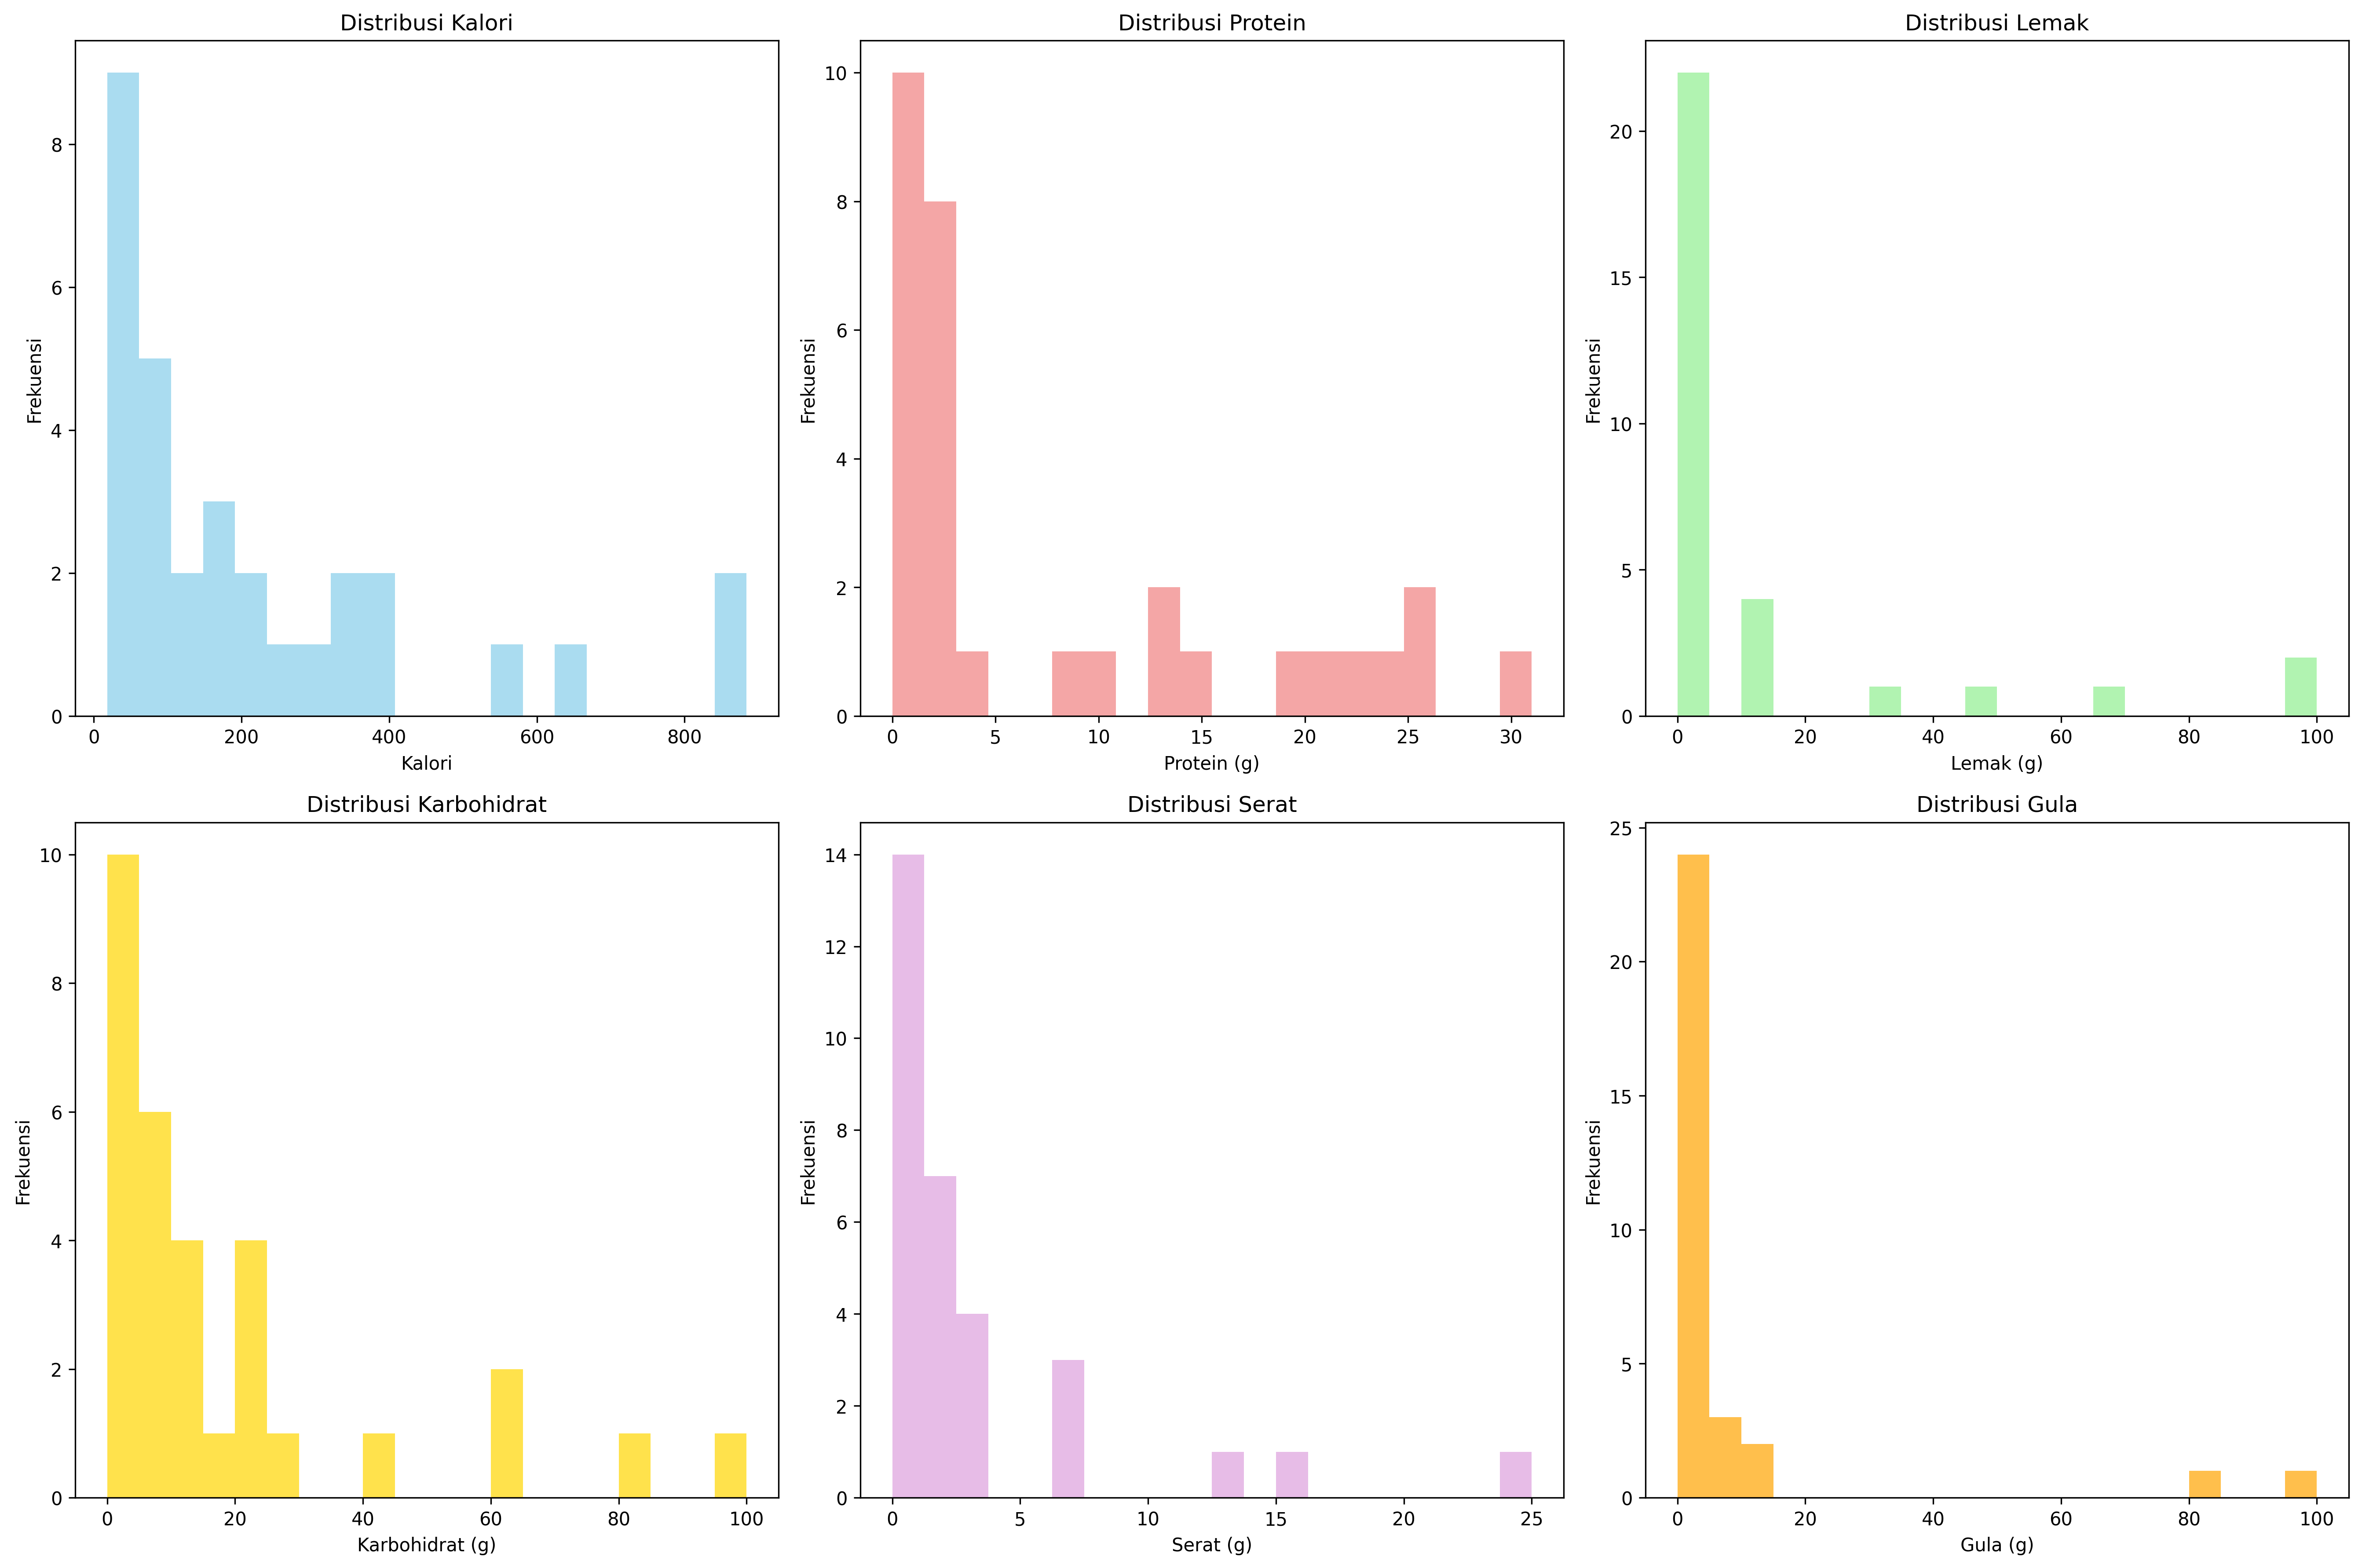 Distribusi Kalori
Frekuensi
8
6
4
2
0
0 200 400 600 800
Kalori
Distribusi Protein
Frekuensi
10
8
6
4
2
0
0 5 10 15 20 25 30
Protein (g)
Distribusi Lemak
Frekuensi
20
15
10
5
0
0 20 40 60 80 100
Lemak (g)
Distribusi Karbohidrat
Frekuensi
10
8
6
4
2
0
0 20 40 60 80 100
Karbohidrat (g)
Distribusi Serat
Frekuensi
14
12
10
8
6
4
2
0
0 5 10 15 20 25
Serat (g)
Distribusi Gula
Frekuensi
25
20
15
10
5
0
0 20 40 60 80 100
Gula (g)